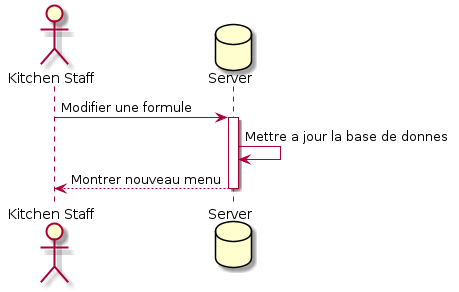 Kitchen Staff
Server
Modifier une formule
Mettre a jour la base de donnes
Montrer nouveau menu
Kitchen Staff
Server